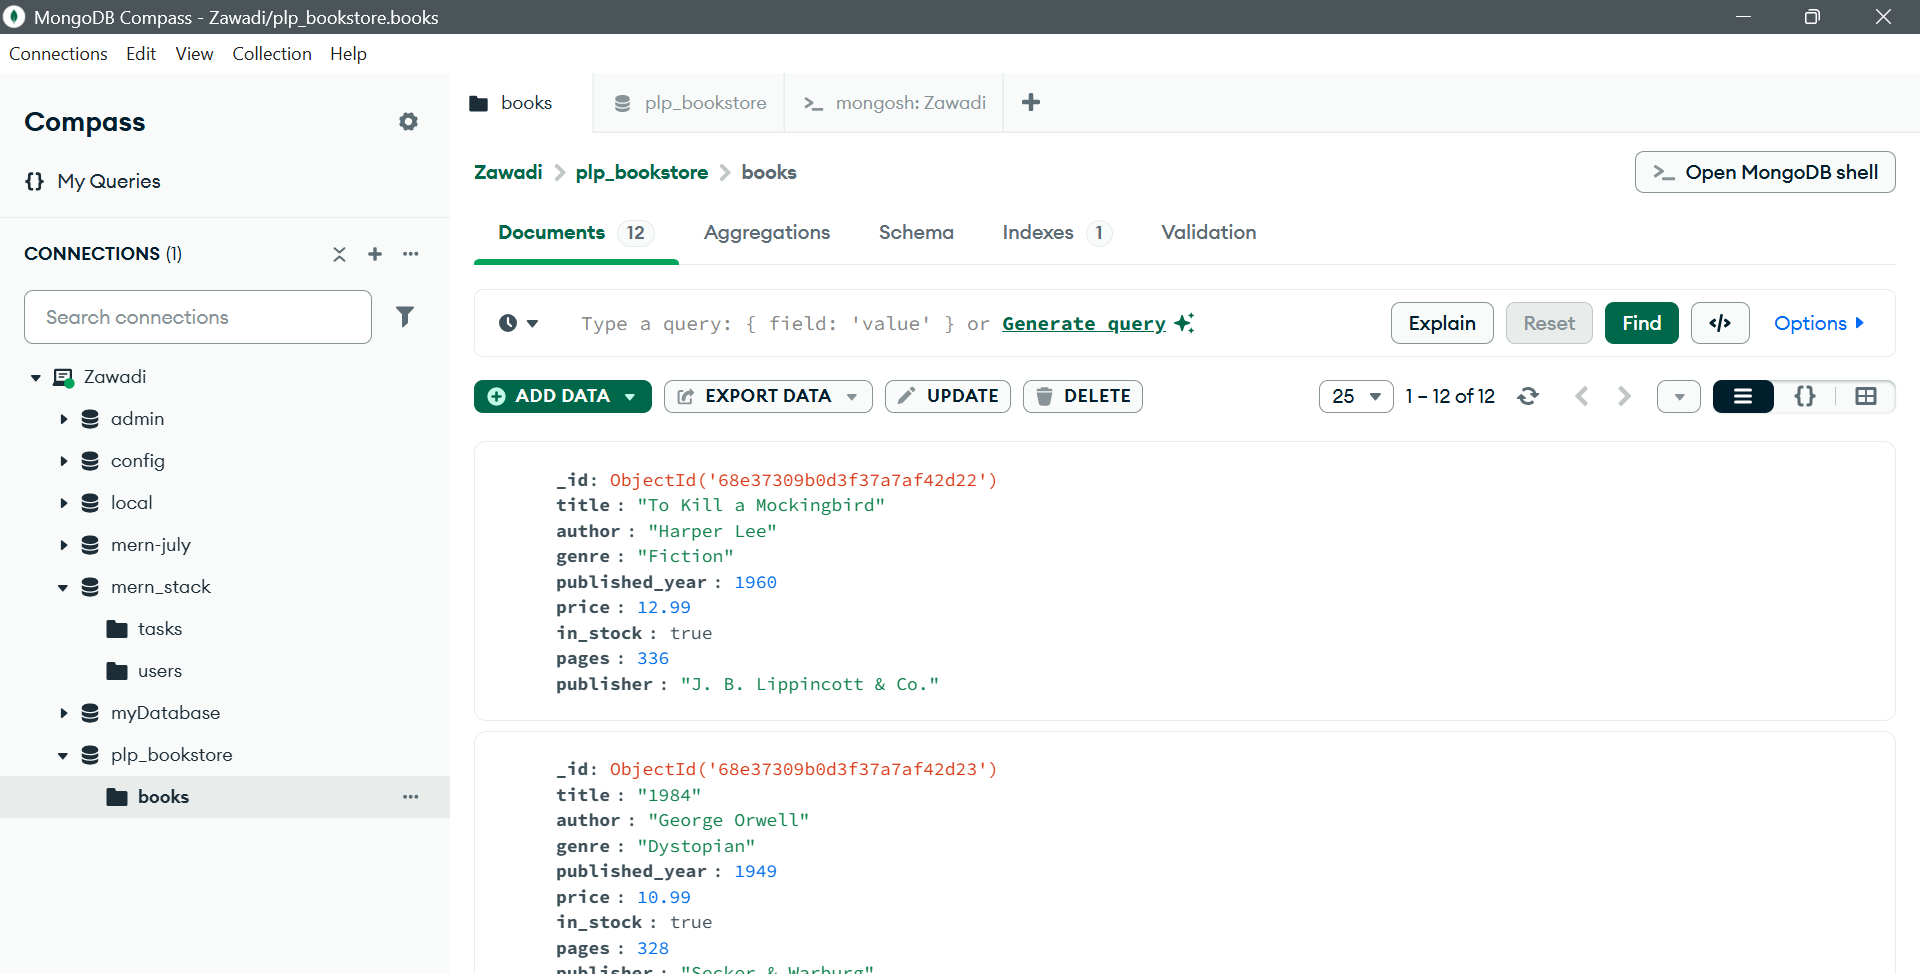 MongoDB Compass - Zawadi/plp_bookstore.books
Connections Edit View Collection Help
Compass
{} My Queries
CONNECTIONS (1)
Search connections
Zawadi
admin
config
local
mern-july
mern_stack
tasks
users
myDatabase
plp_bookstore
books
books plp_bookstore >_ mongosh: Zawadi +
Zawadi > plp_bookstore > books
>_ Open MongoDB shell
Documents 12 Aggregations Schema Indexes 1 Validation
Type a query: { field: 'value' } or Generate query Explain Reset Find </> Options
ADD DATA EXPORT DATA UPDATE DELETE 25 1 – 12 of 12 {}
_id: ObjectId('68e37309b0d3f37a7af42d22')
title : "To Kill a Mockingbird"
author : "Harper Lee"
genre : "Fiction"
published_year : 1960
price : 12.99
in_stock : true
pages : 336
publisher : "J. B. Lippincott & Co."
_id: ObjectId('68e37309b0d3f37a7af42d23')
title : "1984"
author : "George Orwell"
genre : "Dystopian"
published_year : 1949
price : 10.99
in_stock : true
pages : 328
publisher : "Secker & Warburg"